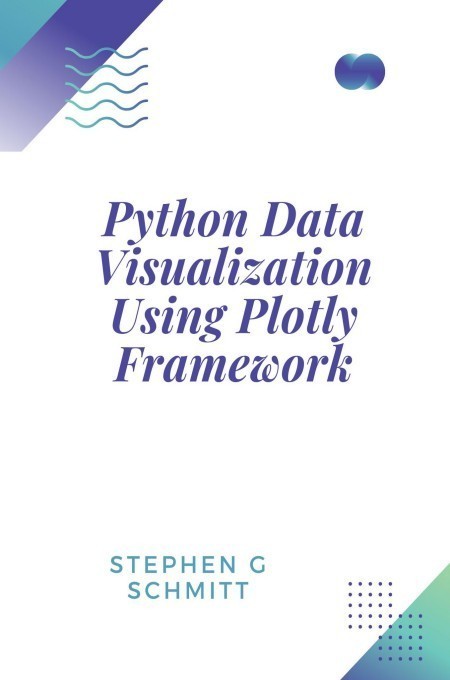 Python Data
Visualization
Using Plotly
Framework
STEPHEN G
SCHMITT